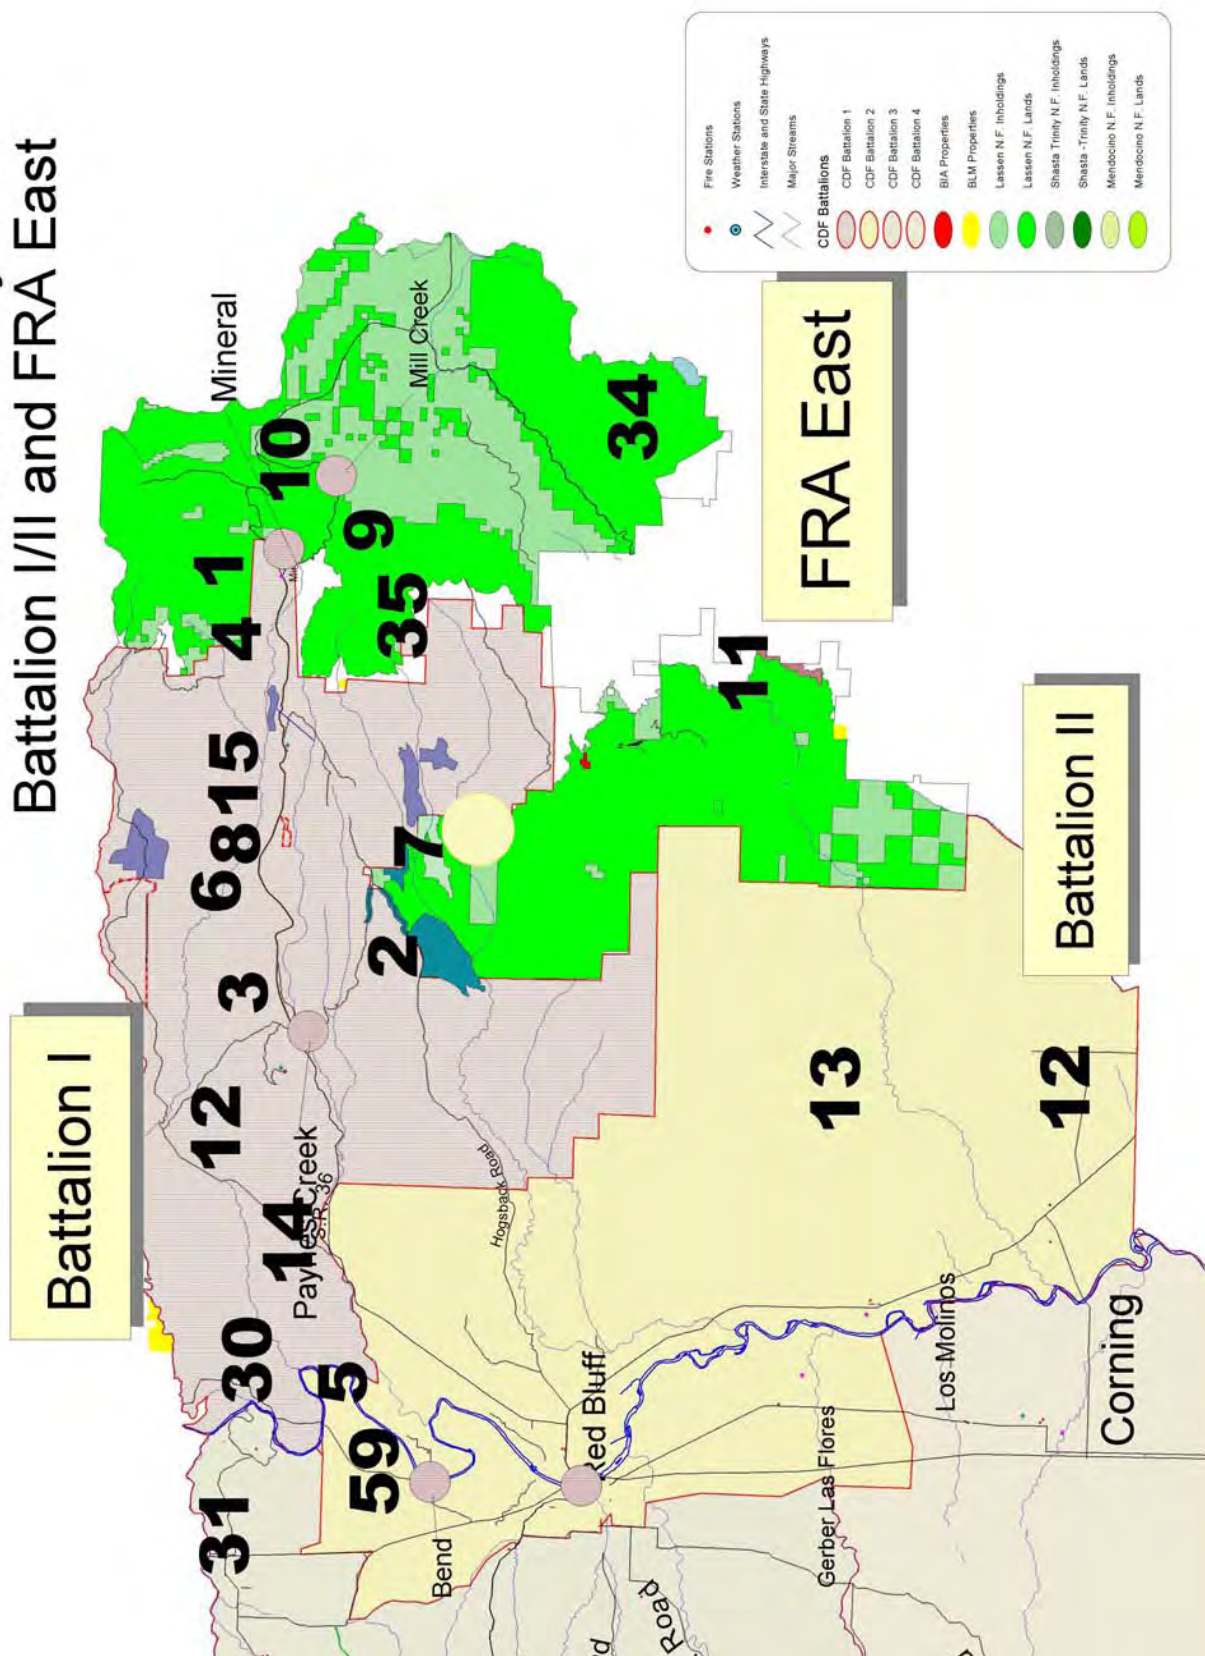 Battalion I/II and FRA East
Battalion I
FRA East
Battalion II
Fire Stations
Weather Stations
Interstate and State Highways
Major Streams
CDF Battalions
CDF Battalion 1
CDF Battalion 2
CDF Battalion 3
CDF Battalion 4
BIA Properties
BLM Properties
Lassen N.F. Inholdings
Lassen N.F. Lands
Shasta Trinity N.F. Inholdings
Shasta -Trinity N.F. Lands
Mendocino N.F. Inholdings
Mendocino N.F. Lands
Mineral
Mill Creek
Paynes Creek
S.R. 36
Hogsback Road
Red Bluff
Bend
Los Molinos
Gerber Las Flores
Corning
Road
31
30
14
12
3
6
8
15
4
1
10
9
35
34
11
7
2
5
59
13
12